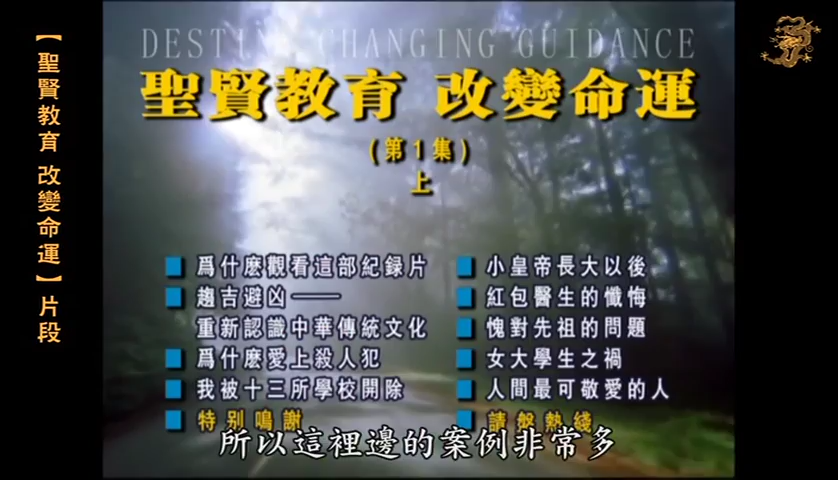 【聖賢教育 改變命運】片段
DESTINY CHANGING GUIDANCE
聖賢教育 改變命運
(第1集)
上
爲什麽觀看這部紀録片
趨吉避凶——
重新認識中華傳統文化
爲什麽愛上殺人犯
我被十三所學校開除
特别鳴謝
小皇帝長大以後
紅包醫生的懺悔
愧對先祖的問題
女大學生之禍
人間最可敬愛的人
請撥熱綫
所以這裡邊的案例非常多